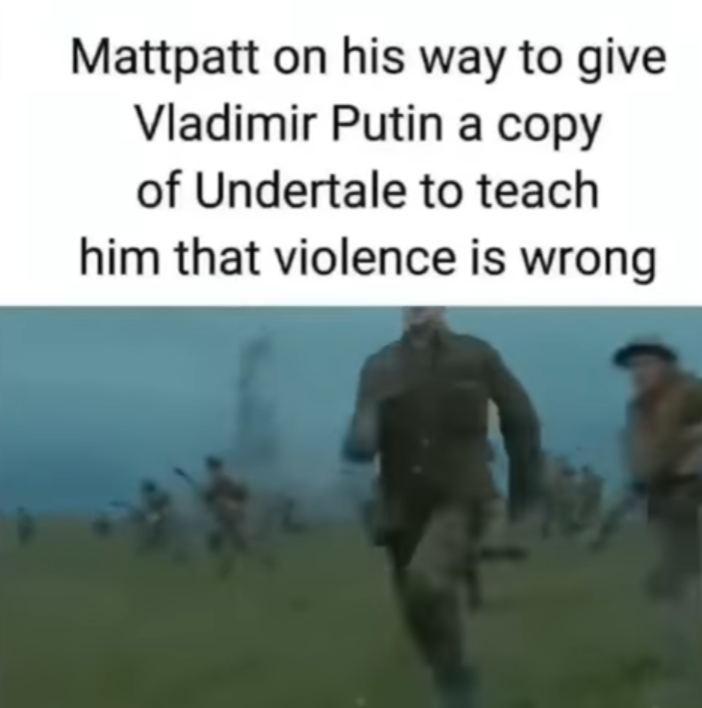 Mattpatt on his way to give
Vladimir Putin a copy
of Undertale to teach
him that violence is wrong